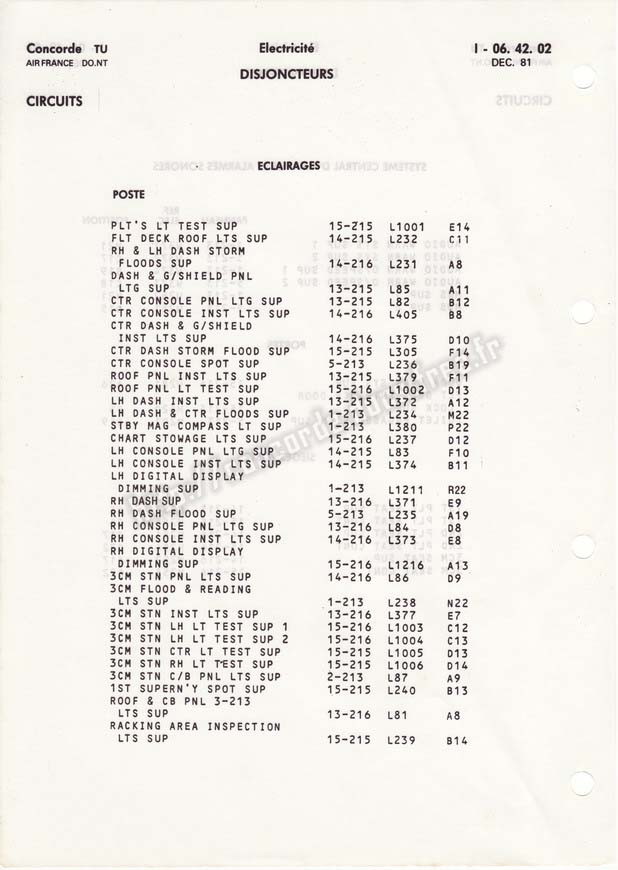 Concorde TU Electricité I - 06. 42. 02
AIR FRANCE DO.NT DEC. 81
DISJONCTEURS
CIRCUITS
ECLAIRAGES
POSTE
PLT'S LT TEST SUP 15-215 L1001 E14
FLT DECK ROOF LTS SUP 14-215 L232 C11
RH & LH DASH STORM
FLOODS SUP 14-216 L231 A8
DASH & G/SHIELD PNL
LTG SUP 13-215 L85 A11
CTR CONSOLE PNL LTG SUP 13-215 L82 B12
CTR CONSOLE INST LTS SUP 14-216 L405 B8
CTR DASH & G/SHIELD
INST LTS SUP 14-216 L375 D10
CTR DASH STORM FLOOD SUP 15-215 L305 F14
CTR CONSOLE SPOT SUP 5-213 L236 B19
ROOF PNL INST LTS SUP 13-215 L379 F11
ROOF PNL LT TEST SUP 15-216 L1002 D13
LH DASH INST LTS SUP 13-215 L372 A12
LH DASH & CTR FLOODS SUP 1-213 L234 M22
STBY MAG COMPASS LT SUP 1-213 L380 P22
CHART STOWAGE LTS SUP 15-216 L237 D12
LH CONSOLE PNL LTG SUP 14-215 L83 F10
LH CONSOLE INST LTS SUP 14-215 L374 B11
LH DIGITAL DISPLAY
DIMMING SUP 1-213 L1211 R22
RH DASH SUP 13-216 L371 E9
RH DASH FLOOD SUP 5-213 L235 A19
RH CONSOLE PNL LTG SUP 13-216 L84 D8
RH CONSOLE INST LTS SUP 14-216 L373 E8
RH DIGITAL DISPLAY
DIMMING SUP 15-216 L1216 A13
3CM STN PNL LTS SUP 14-216 L86 D9
3CM FLOOD & READING
LTS SUP 1-213 L238 N22
3CM STN INST LTS SUP 13-216 L377 E7
3CM STN LH LT TEST SUP 1 15-216 L1003 C12
3CM STN LH LT TEST SUP 2 15-216 L1004 C13
3CM STN CTR LT TEST SUP 15-215 L1005 D13
3CM STN RH LT TEST SUP 15-215 L1006 D14
3CM STN C/B PNL LTS SUP 2-213 L87 A9
1ST SUPERN'Y SPOT SUP 15-215 L240 B13
ROOF & CB PNL 3-213
LTS SUP 13-216 L81 A8
RACKING AREA INSPECTION
LTS SUP 15-215 L239 B14